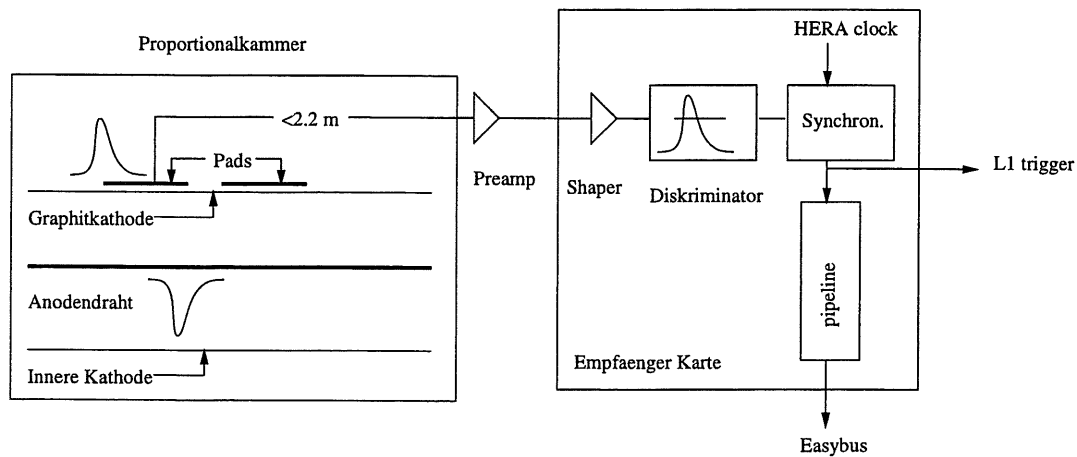 HERA clock
Proportionalkammer
<2.2 m
Synchron.
Pads
L1 trigger
Preamp
Shaper
Diskriminator
Graphitkathode
Anodendraht
pipeline
Empfaenger Karte
Innere Kathode
Easybus